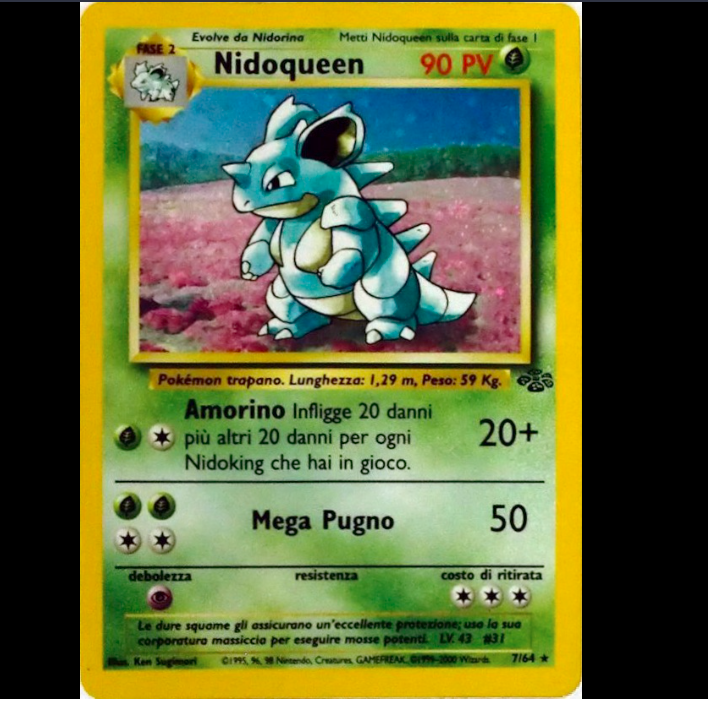 Evolve da Nidorina
Metti Nidoqueen sulla carta di fase 1
FASE 2
Nidoqueen
90 PV
Pokémon trapano. Lunghezza: 1,29 m, Peso: 59 Kg.
Amorino Infligge 20 danni
più altri 20 danni per ogni
Nidoking che hai in gioco.
20+
Mega Pugno
50
debolezza
resistenza
costo di ritirata
Le dure squame gli assicurano un'eccellente protezione; usa la sua
corporatura massiccia per eseguire mosse potenti. LV. 43 #31
Illus. Ken Sugimori
©1995, 96, 98 Nintendo, Creatures, GAMEFREAK. ©1999-2000 Wizards.
7/64 ★